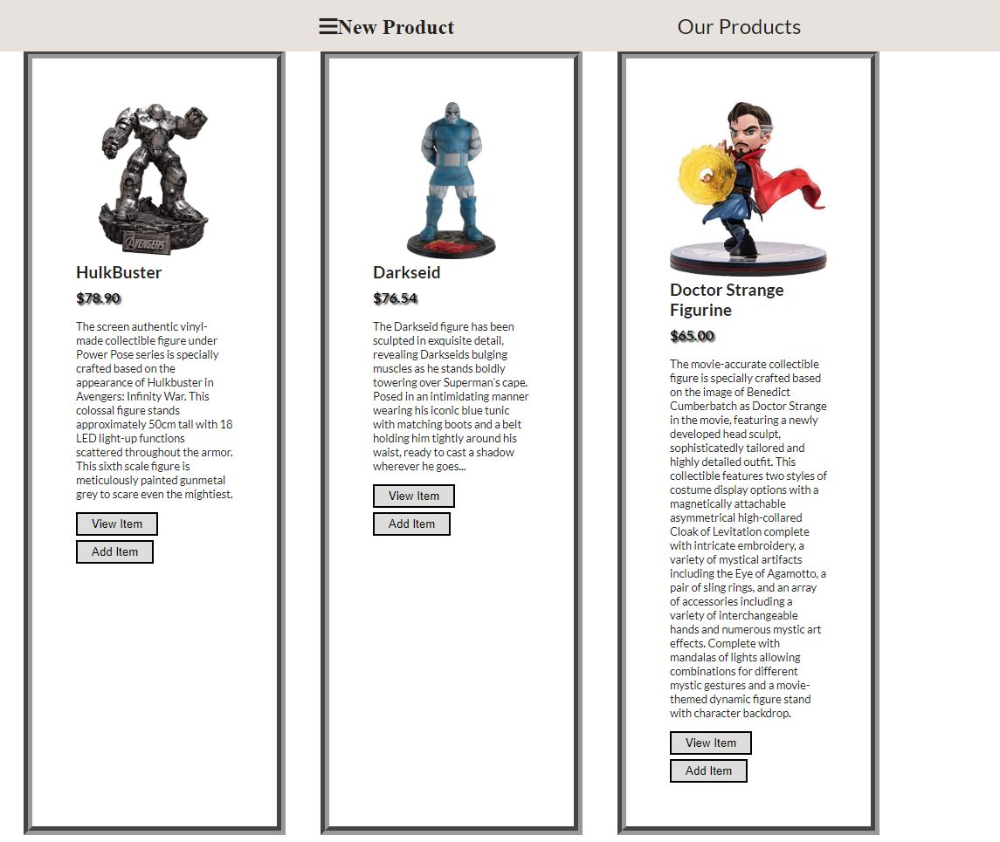 New Product
Our Products
AVENGERS
HulkBuster
$78.90
The screen authentic vinyl-
made collectible figure under
Power Pose series is specially
crafted based on the
appearance of Hulkbuster in
Avengers: Infinity War. This
colossal figure stands
approximately 50cm tall with 18
LED light-up functions
scattered throughout the armor.
This sixth scale figure is
meticulously painted gunmetal
grey to scare even the mightiest.
View Item
Add Item
Darkseid
$76.54
The Darkseid figure has been
sculpted in exquisite detail,
revealing Darkseids bulging
muscles as he stands boldly
towering over Superman's cape.
Posed in an intimidating manner
wearing his iconic blue tunic
with matching boots and a belt
holding him tightly around his
waist, ready to cast a shadow
wherever he goes...
View Item
Add Item
Doctor Strange
Figurine
$65.00
The movie-accurate collectible
figure is specially crafted based
on the image of Benedict
Cumberbatch as Doctor Strange
in the movie, featuring a newly
developed head sculpt,
sophisticatedly tailored and
highly detailed outfit. This
collectible features two styles of
costume display options with a
magnetically attachable
asymmetrical high-collared
Cloak of Levitation complete
with intricate embroidery, a
variety of mystical artifacts
including the Eye of Agamotto, a
pair of sling rings, and an array
of accessories including a
variety of interchangeable
hands and numerous mystic art
effects. Complete with
mandalas of lights allowing
combinations for different
mystic gestures and a movie-
themed dynamic figure stand
with character backdrop.
View Item
Add Item